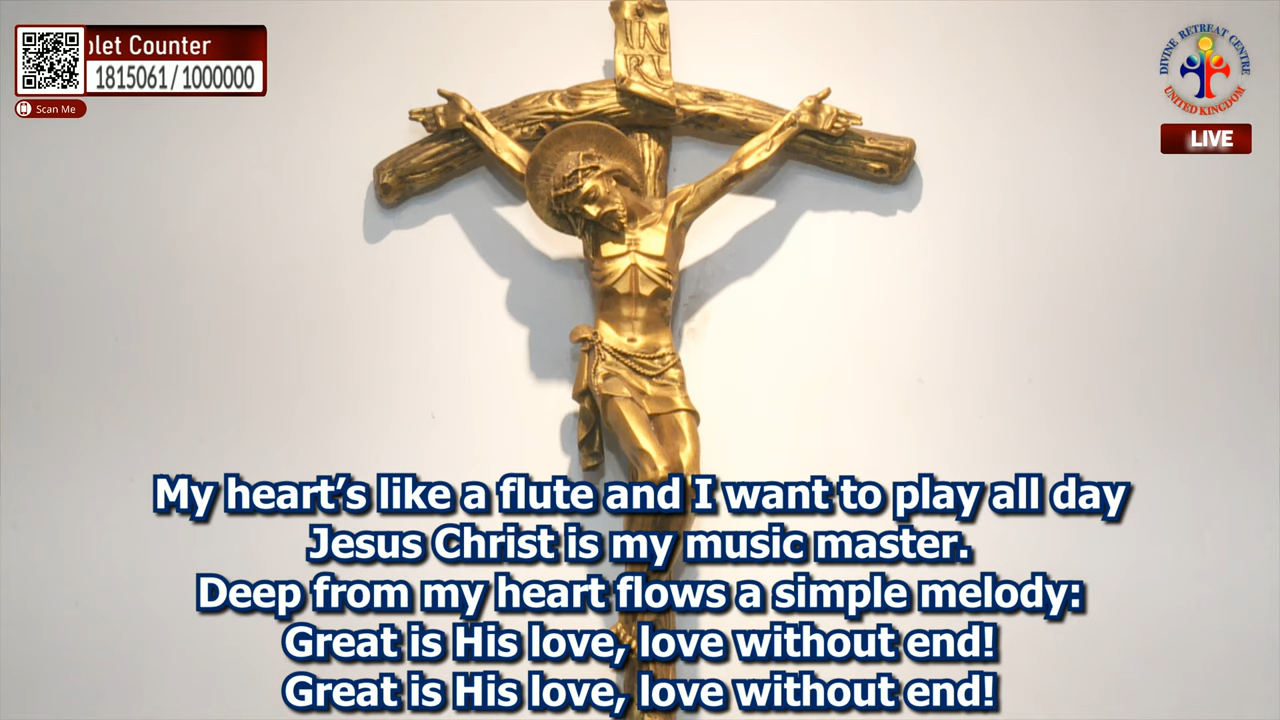 plet Counter
1815061/1000000
Scan Me
IN
RI
DIVINE RETREAT CENTRE
UNITED KINGDOM
LIVE
My heart’s like a flute and I want to play all day
Jesus Christ is my music master.
Deep from my heart flows a simple melody:
Great is His love, love without end!
Great is His love, love without end!